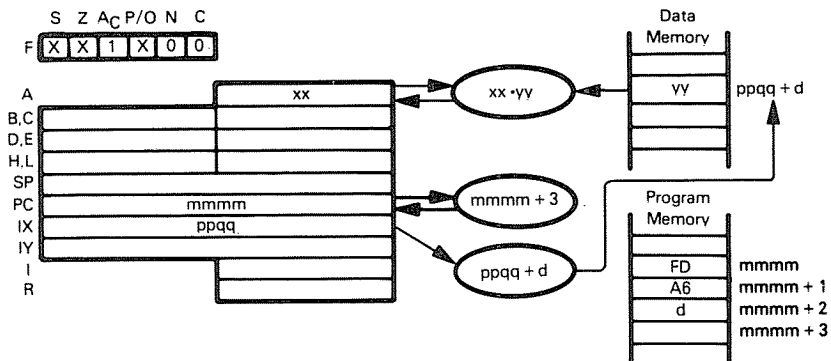 S Z AC P/O N C
F X X 1 X 0 0
Data
Memory
A xx
xx · yy
yy
ppqq + d
B,C
D,E
H,L
SP
PC mmmm
mmmm + 3
IX ppqq
IY
I
R
ppqq + d
Program
Memory
FD mmmm
A6 mmmm + 1
d mmmm + 2
mmmm + 3